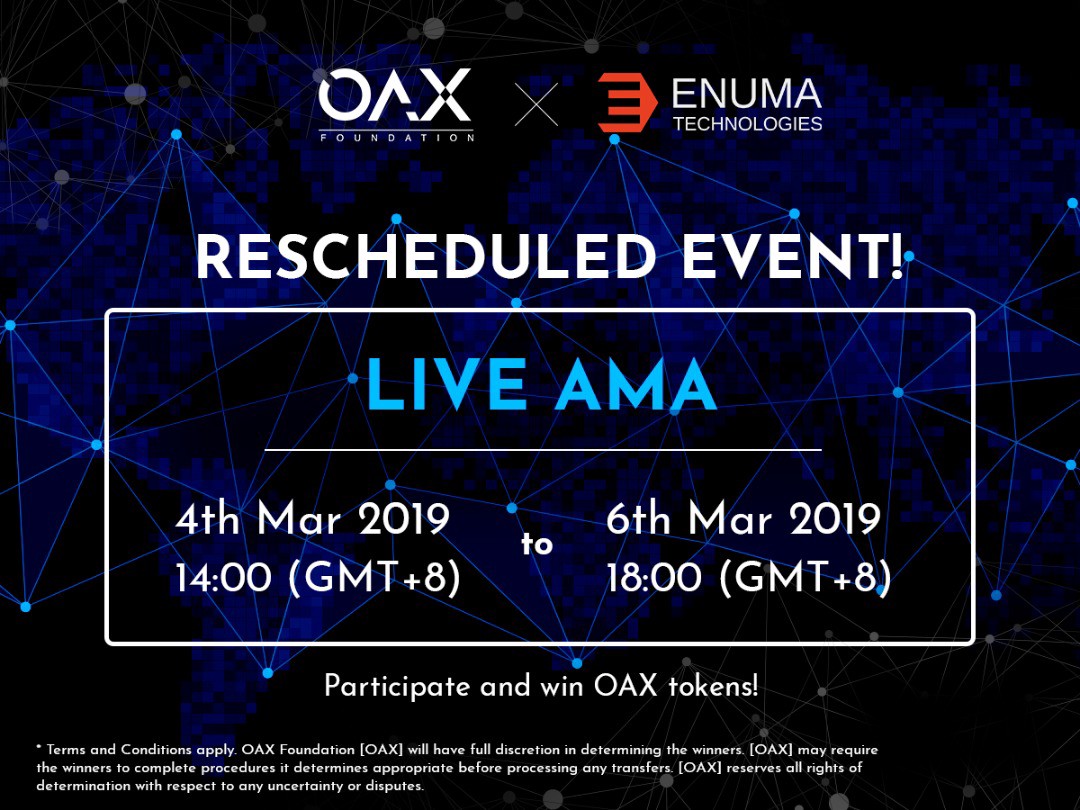 OAX
FOUNDATION
ENUMA
TECHNOLOGIES
RESCHEDULED EVENT!
LIVE AMA
4th Mar 2019
14:00 (GMT+8)
to
6th Mar 2019
18:00 (GMT+8)
Participate and win OAX tokens!
* Terms and Conditions apply. OAX Foundation [OAX] will have full discretion in determining the winners. [OAX] may require
the winners to complete procedures it determines appropriate before processing any transfers. [OAX] reserves all rights of
determination with respect to any uncertainty or disputes.